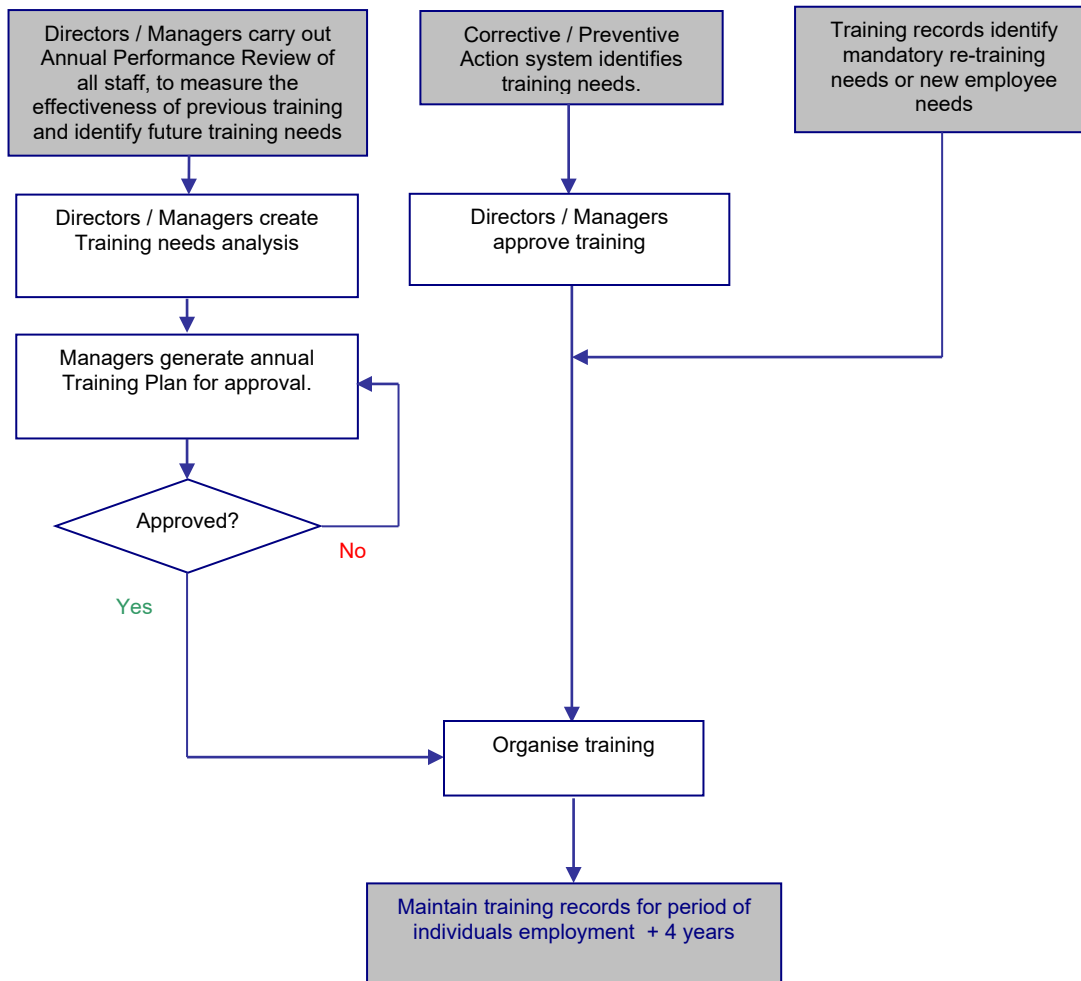 Directors / Managers carry out
Annual Performance Review of
all staff, to measure the
effectiveness of previous training
and identify future training needs
Corrective / Preventive
Action system identifies
training needs.
Training records identify
mandatory re-training
needs or new employee
needs
Directors / Managers create
Training needs analysis
Directors / Managers
approve training
Managers generate annual
Training Plan for approval.
Approved?
No
Yes
Organise training
Maintain training records for period of
individuals employment + 4 years